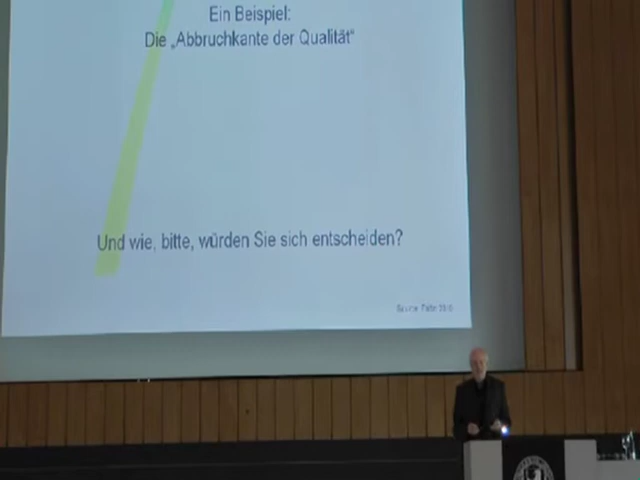 Ein Beispiel:
Die „Abbruchkante der Qualität“
Und wie, bitte, würden Sie sich entscheiden?